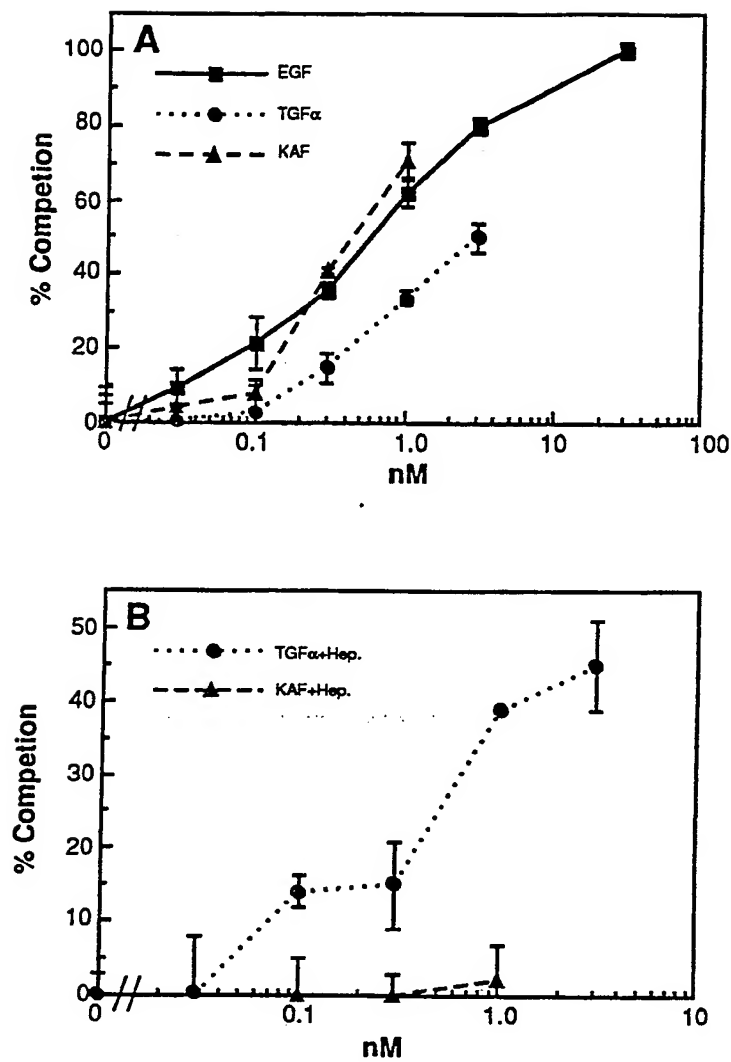 A
EGF
TGFα
KAF
% Competion
100
80
60
40
20
0
0 0.1 1.0 10 100
nM
B
TGFα+Hep.
KAF+Hep.
% Competion
50
40
30
20
10
0
0 0.1 1.0 10
nM